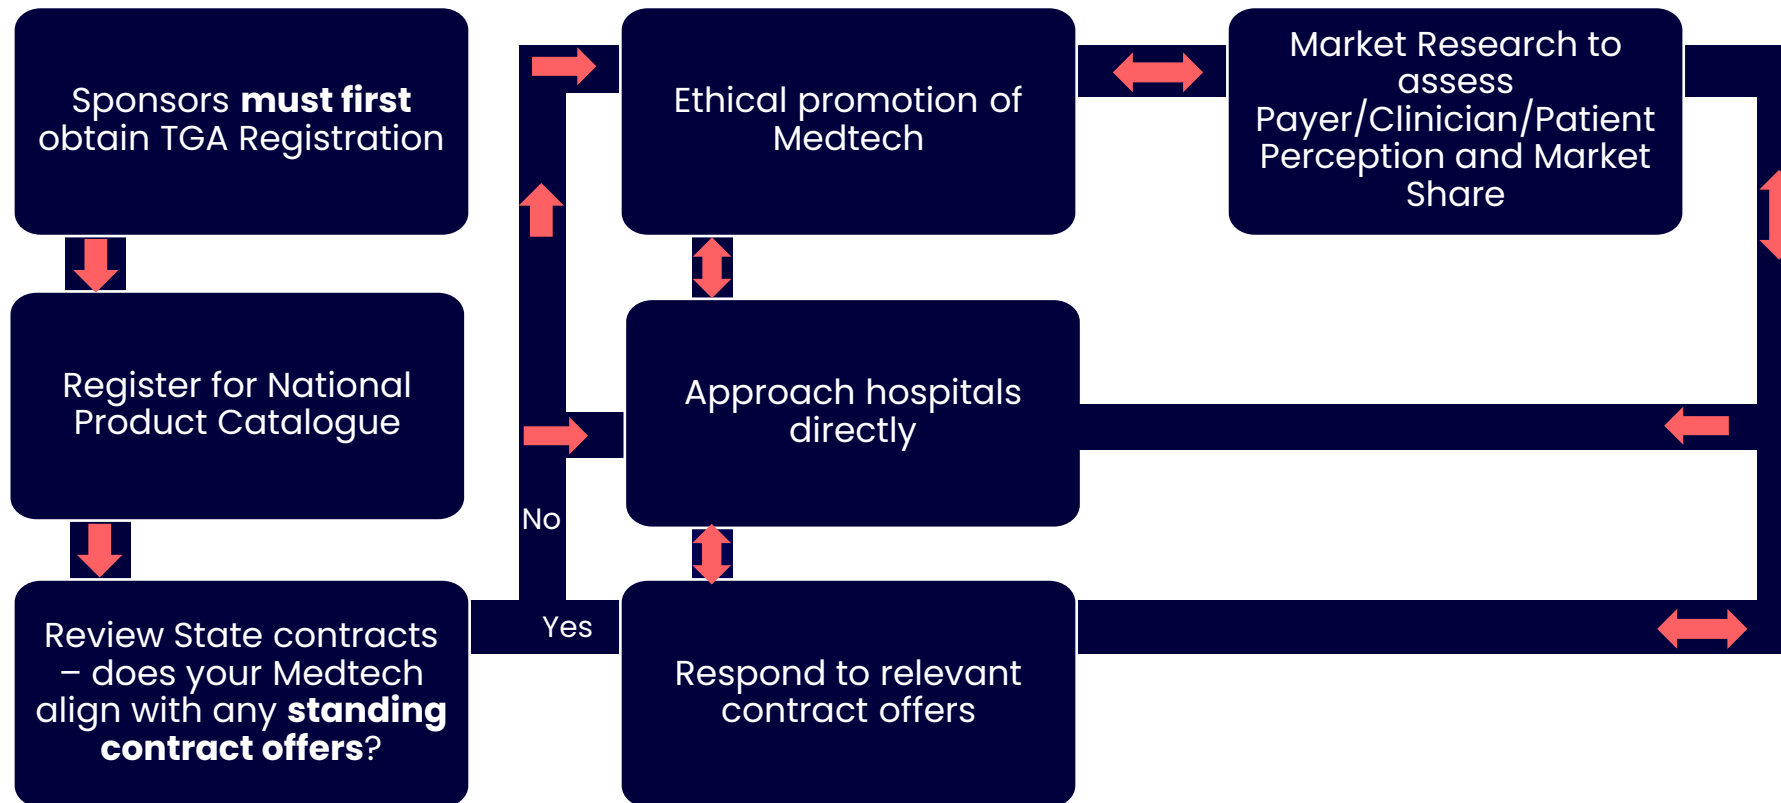 Sponsors must first
obtain TGA Registration
Register for National
Product Catalogue
Review State contracts
– does your Medtech
align with any standing
contract offers?
No
Yes
Ethical promotion of
Medtech
Approach hospitals
directly
Respond to relevant
contract offers
Market Research to
assess
Payer/Clinician/Patient
Perception and Market
Share